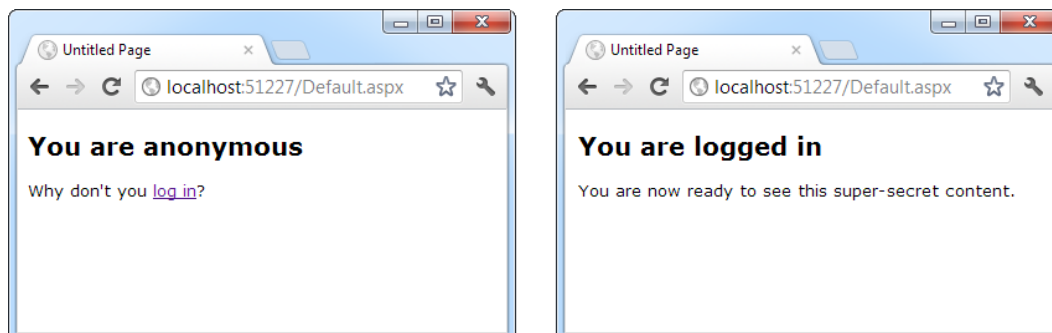 Untitled Page
localhost:51227/Default.aspx
You are anonymous
Why don't you log in?
Untitled Page
localhost:51227/Default.aspx
You are logged in
You are now ready to see this super-secret content.